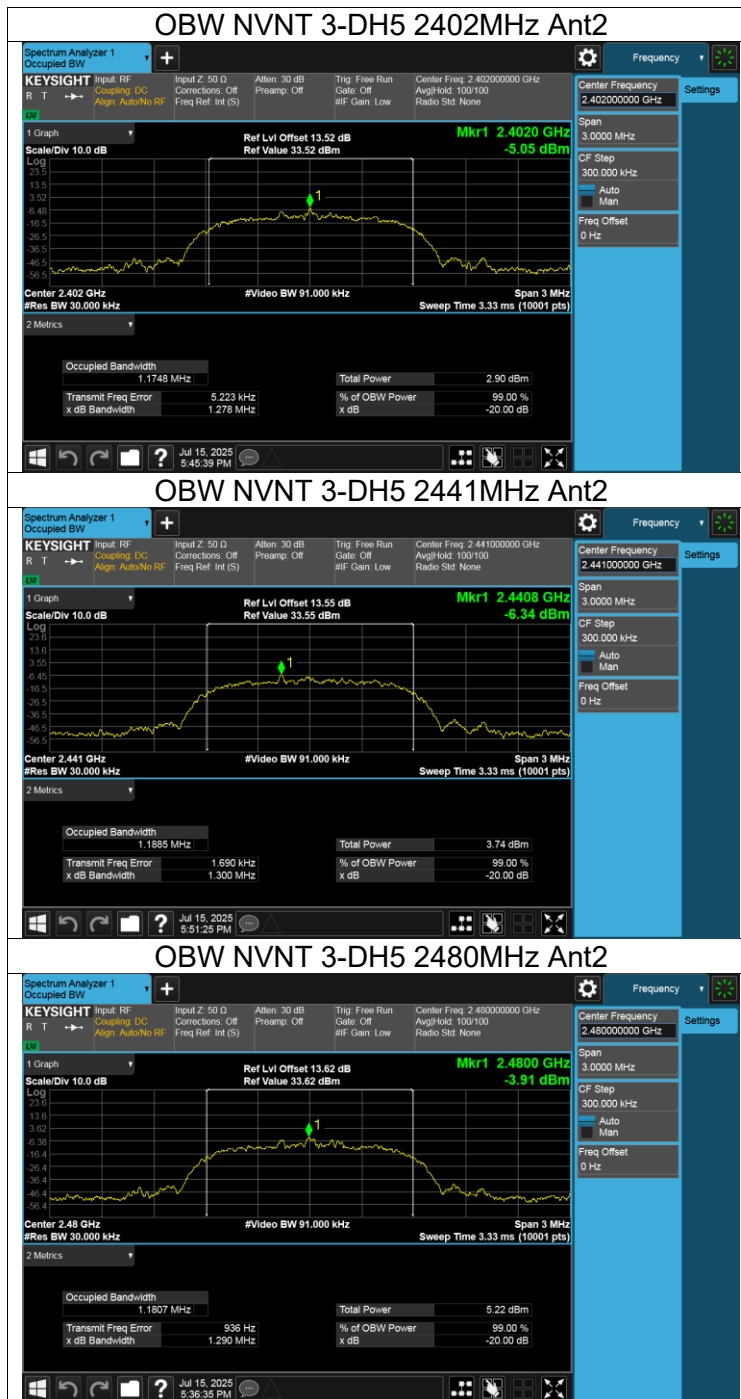 OBW NVNT 3-DH5 2402MHz Ant2
Spectrum Analyzer 1
Occupied BW
+
Frequency
KEYSIGHT
R T
LXI
Input: RF
Coupling: DC
Align: Auto/No RF
Input Z: 50 Ω
Corrections: Off
Freq Ref: Int (S)
Atten: 30 dB
Preamp: Off
Trig: Free Run
Gate: Off
#IF Gain: Low
Center Freq: 2.402000000 GHz
Avg|Hold: 100/100
Radio Std: None
Center Frequency
2.402000000 GHz
Settings
Span
3.0000 MHz
CF Step
300.000 kHz
Auto
Man
Freq Offset
0 Hz
1 Graph
Scale/Div 10.0 dB
Ref Lvl Offset 13.52 dB
Ref Value 33.52 dBm
Mkr1 2.4020 GHz
-5.05 dBm
Log
23.5
13.5
3.52
-6.48
-16.5
-26.5
-36.5
-46.5
-56.5
1
Center 2.402 GHz
#Res BW 30.000 kHz
#Video BW 91.000 kHz
Span 3 MHz
Sweep Time 3.33 ms (10001 pts)
2 Metrics
Occupied Bandwidth
1.1748 MHz
Total Power 2.90 dBm
Transmit Freq Error 5.223 kHz
% of OBW Power 99.00 %
x dB Bandwidth 1.278 MHz
x dB -20.00 dB
?
Jul 15, 2025
5:45:39 PM
OBW NVNT 3-DH5 2441MHz Ant2
Spectrum Analyzer 1
Occupied BW
+
Frequency
KEYSIGHT
R T
LXI
Input: RF
Coupling: DC
Align: Auto/No RF
Input Z: 50 Ω
Corrections: Off
Freq Ref: Int (S)
Atten: 30 dB
Preamp: Off
Trig: Free Run
Gate: Off
#IF Gain: Low
Center Freq: 2.441000000 GHz
Avg|Hold: 100/100
Radio Std: None
Center Frequency
2.441000000 GHz
Settings
Span
3.0000 MHz
CF Step
300.000 kHz
Auto
Man
Freq Offset
0 Hz
1 Graph
Scale/Div 10.0 dB
Ref Lvl Offset 13.55 dB
Ref Value 33.55 dBm
Mkr1 2.4408 GHz
-6.34 dBm
Log
23.6
13.6
3.55
-6.45
-16.5
-26.5
-36.5
-46.5
-56.5
1
Center 2.441 GHz
#Res BW 30.000 kHz
#Video BW 91.000 kHz
Span 3 MHz
Sweep Time 3.33 ms (10001 pts)
2 Metrics
Occupied Bandwidth
1.1885 MHz
Total Power 3.74 dBm
Transmit Freq Error 1.690 kHz
% of OBW Power 99.00 %
x dB Bandwidth 1.300 MHz
x dB -20.00 dB
?
Jul 15, 2025
5:51:25 PM
OBW NVNT 3-DH5 2480MHz Ant2
Spectrum Analyzer 1
Occupied BW
+
Frequency
KEYSIGHT
R T
LXI
Input: RF
Coupling: DC
Align: Auto/No RF
Input Z: 50 Ω
Corrections: Off
Freq Ref: Int (S)
Atten: 30 dB
Preamp: Off
Trig: Free Run
Gate: Off
#IF Gain: Low
Center Freq: 2.480000000 GHz
Avg|Hold: 100/100
Radio Std: None
Center Frequency
2.480000000 GHz
Settings
Span
3.0000 MHz
CF Step
300.000 kHz
Auto
Man
Freq Offset
0 Hz
1 Graph
Scale/Div 10.0 dB
Ref Lvl Offset 13.62 dB
Ref Value 33.62 dBm
Mkr1 2.4800 GHz
-3.91 dBm
Log
23.6
13.6
3.62
-6.38
-16.4
-26.4
-36.4
-46.4
-56.4
1
Center 2.48 GHz
#Res BW 30.000 kHz
#Video BW 91.000 kHz
Span 3 MHz
Sweep Time 3.33 ms (10001 pts)
2 Metrics
Occupied Bandwidth
1.1807 MHz
Total Power 5.22 dBm
Transmit Freq Error 936 Hz
% of OBW Power 99.00 %
x dB Bandwidth 1.290 MHz
x dB -20.00 dB
?
Jul 15, 2025
5:36:35 PM